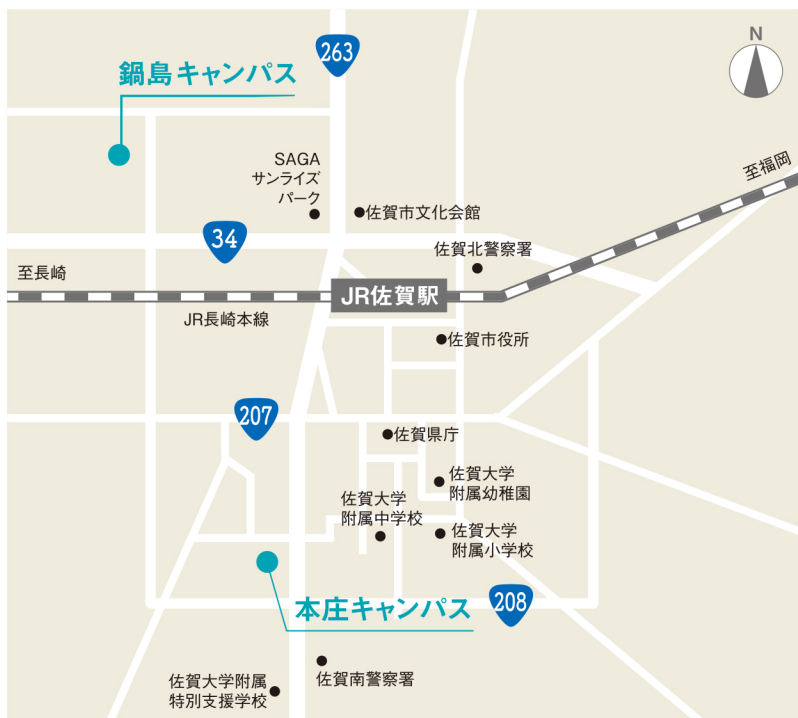 263
N
鍋島キャンパス
至福岡
SAGA
サンライズ
パーク
佐賀市文化会館
34
佐賀北警察署
至長崎
JR佐賀駅
JR長崎本線
佐賀市役所
207
佐賀県庁
佐賀大学
附属幼稚園
佐賀大学
附属中学校
佐賀大学
附属小学校
本庄キャンパス
208
佐賀大学附属
特別支援学校
佐賀南警察署